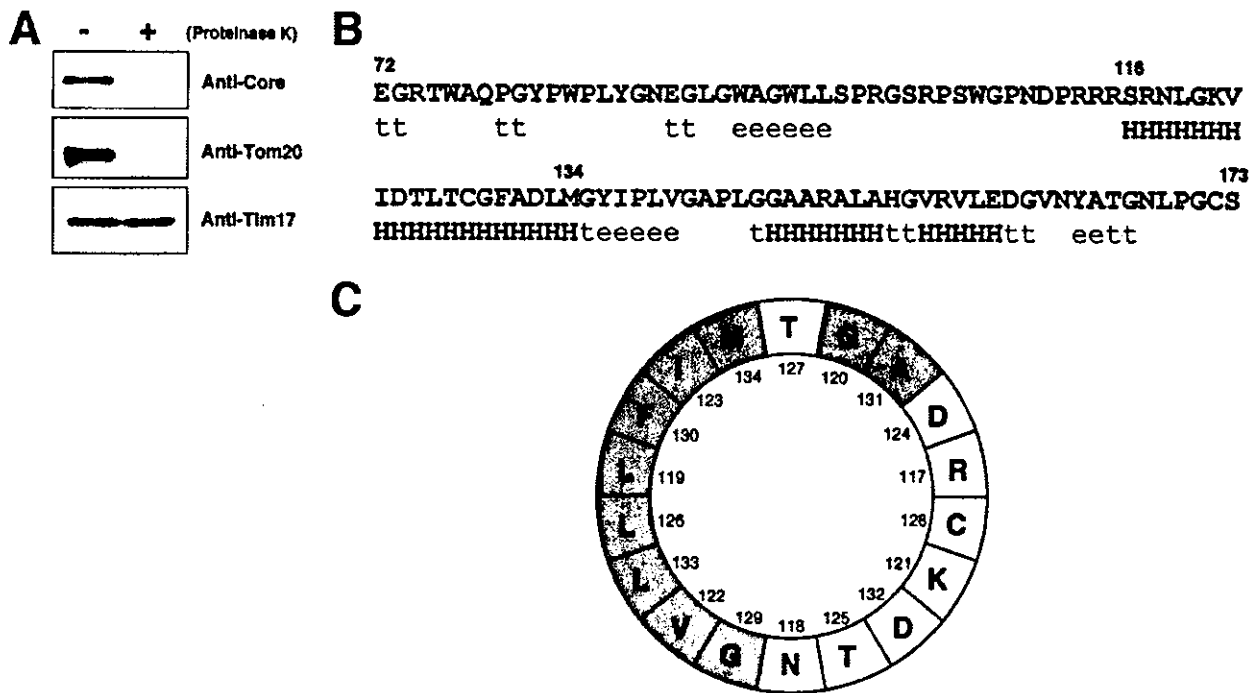 A
- + (Proteinase K)
Anti-Core
Anti-Tom20
Anti-Tim17
B
72 116
EGRTWAQPGYPWPLYGNEGLGWAGWLLSPRGSRPSWGPNDPRRRSRNLGKV
tt tt tt eeeeee HHHHHHH
134 173
IDTLTCGFADLMGYIPLVGAPLGGAARALAHGVRVLEDGVNYATGNLPGCS
HHHHHHHHHHHHteeeee tHHHHHHHttHHHHHtt eett
C
T G A D R C K D T N G V L L L F I M
127 120 131 124 117 128 121 132 125 118 129 122 133 126 119 130 123 134